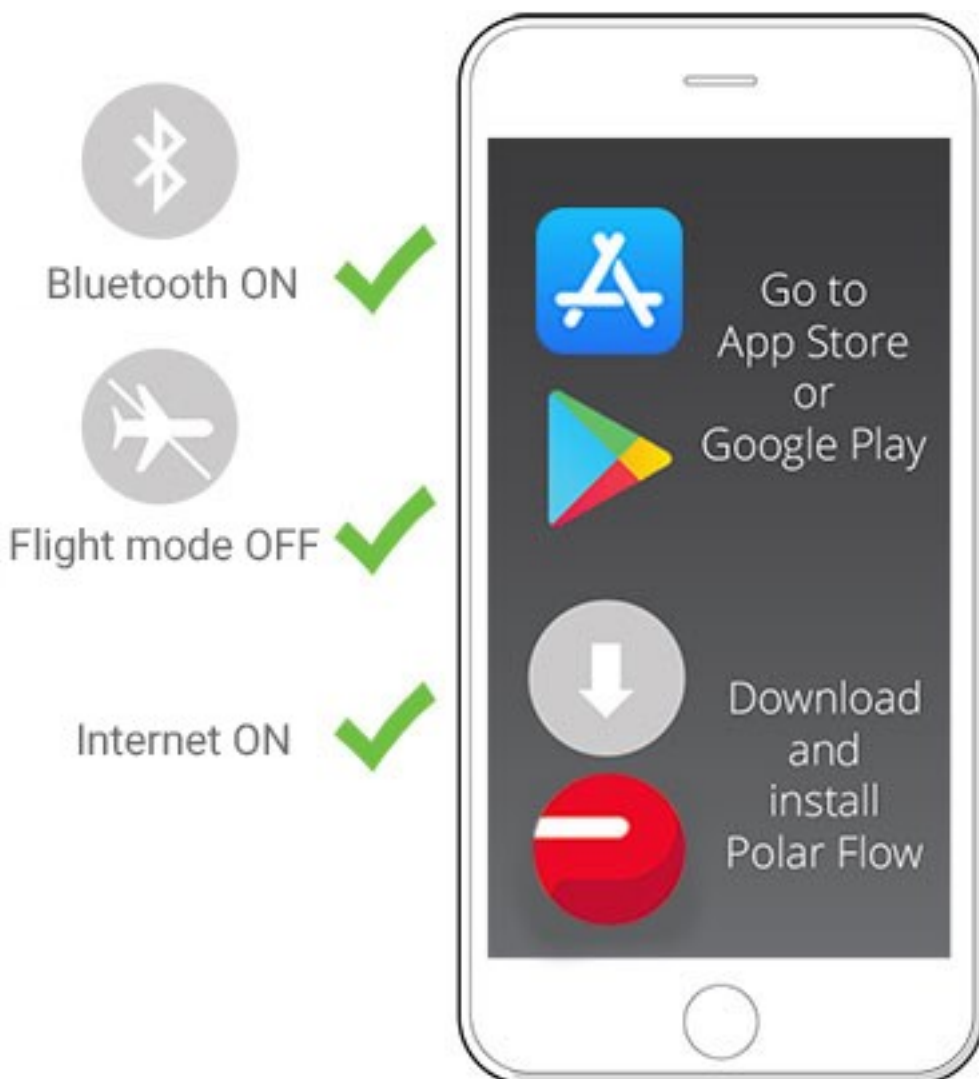 Bluetooth ON
Flight mode OFF
Internet ON
Go to
App Store
or
Google Play
Download
and
install
Polar Flow